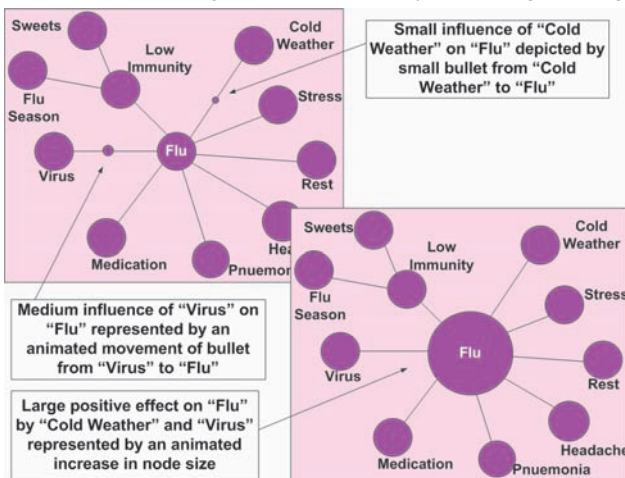 Sweets
Cold
Weather
Low
Immunity
Flu
Season
Stress
Flu
Virus
Rest
Medication
Pnuemonia
Hea
Small influence of “Cold
Weather” on “Flu” depicted by
small bullet from “Cold
Weather” to “Flu”
Medium influence of “Virus” on
“Flu” represented by an
animated movement of bullet
from “Virus” to “Flu”
Large positive effect on “Flu”
by “Cold Weather” and “Virus”
represented by an animated
increase in node size
Sweets
Cold
Weather
Low
Immunity
Flu
Season
Stress
Flu
Virus
Rest
Medication
Headache
Pnuemonia